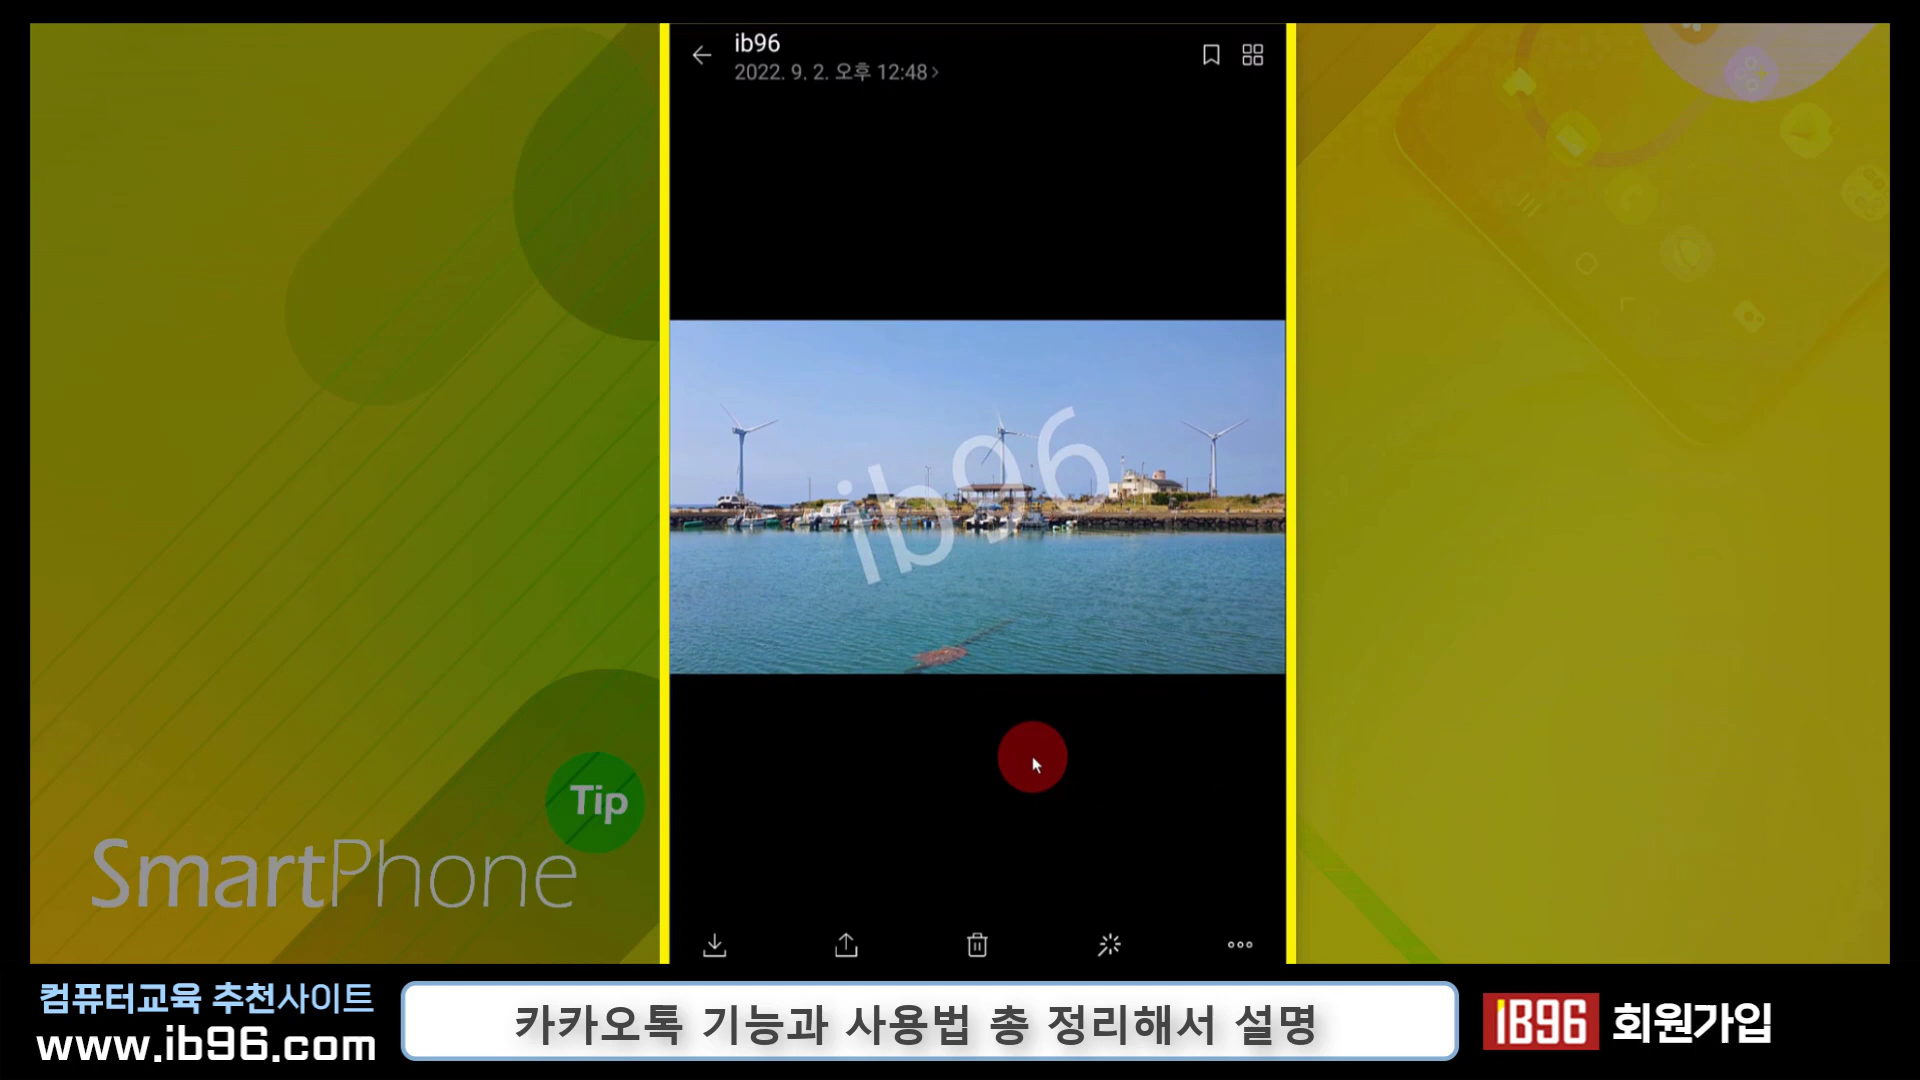 ib96
2022. 9. 2. 오후 12:48 >
ib96
Tip
SmartPhone
컴퓨터교육 추천사이트
www.ib96.com
카카오톡 기능과 사용법 총 정리해서 설명
IB96 회원가입